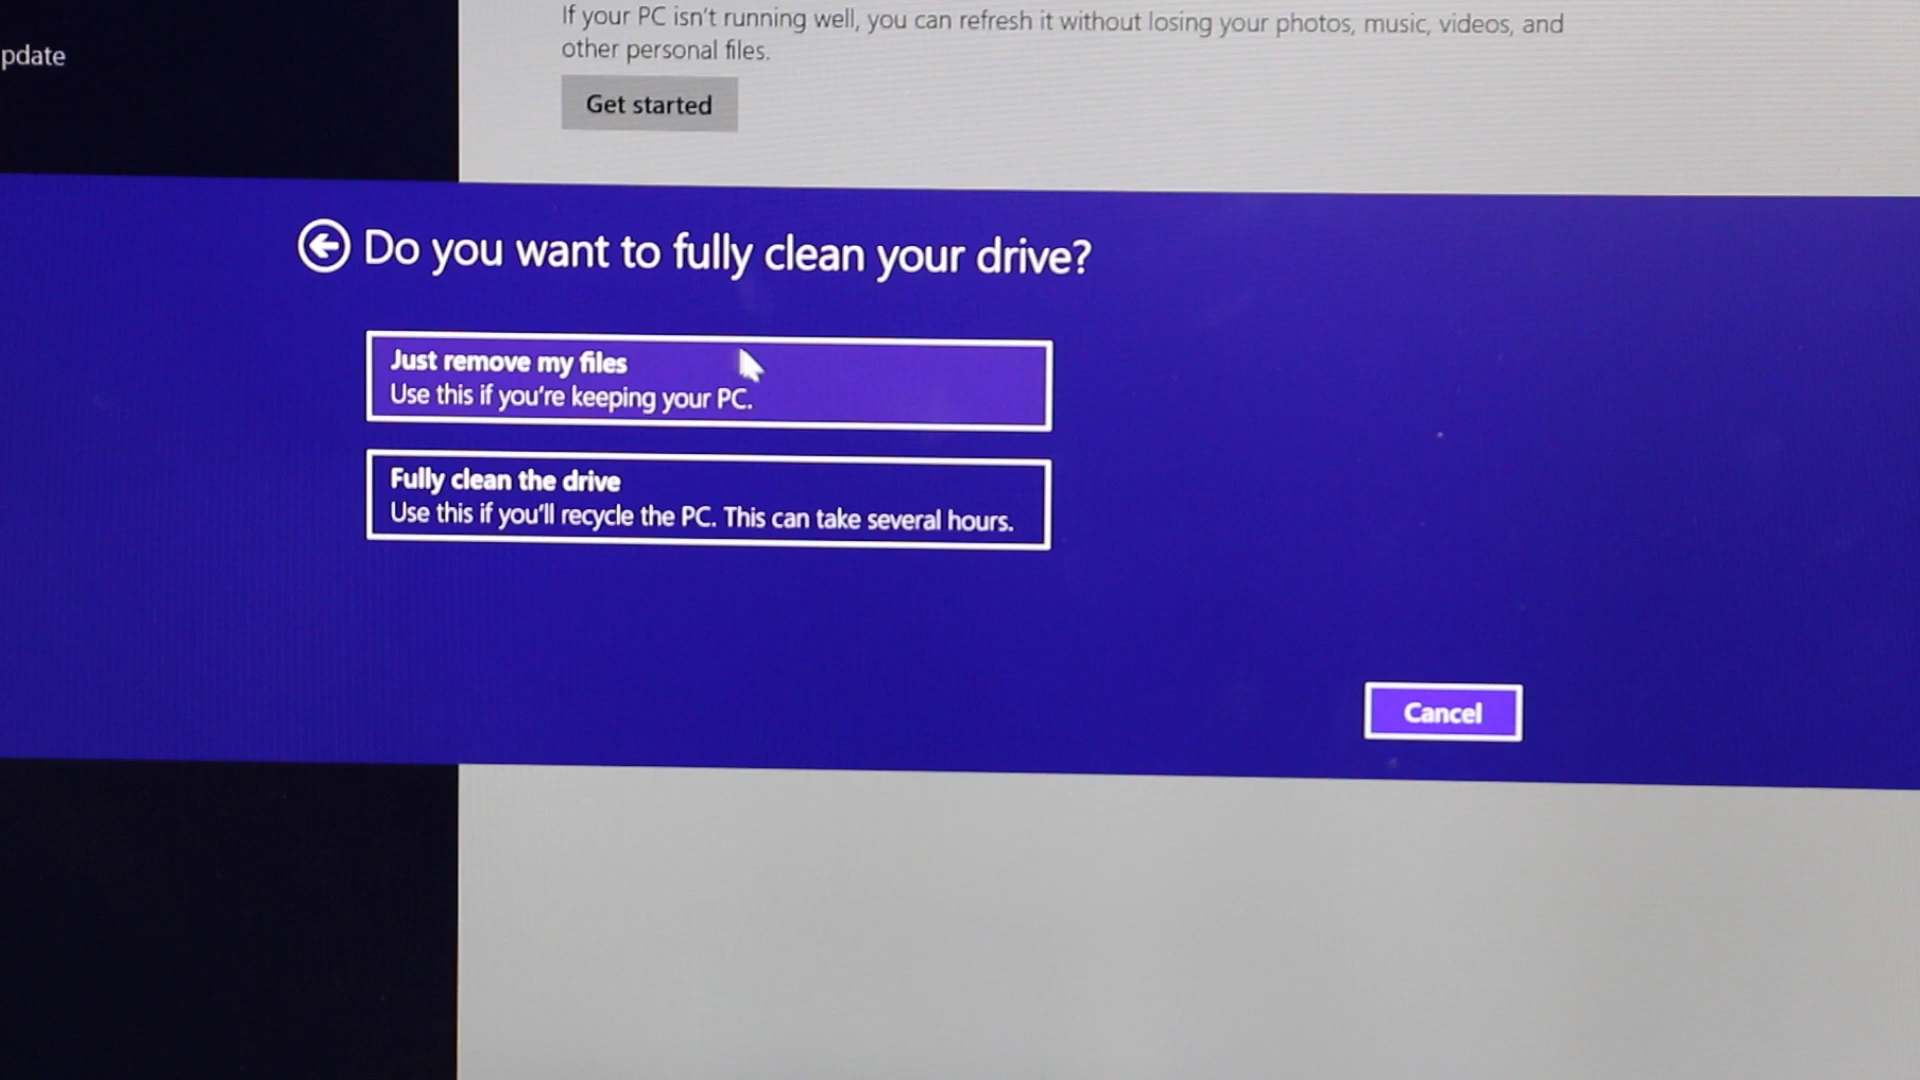 If your PC isn't running well, you can refresh it without losing your photos, music, videos, and
other personal files.
pdate
Get started
Do you want to fully clean your drive?
Just remove my files
Use this if you're keeping your PC.
Fully clean the drive
Use this if you'll recycle the PC. This can take several hours.
Cancel